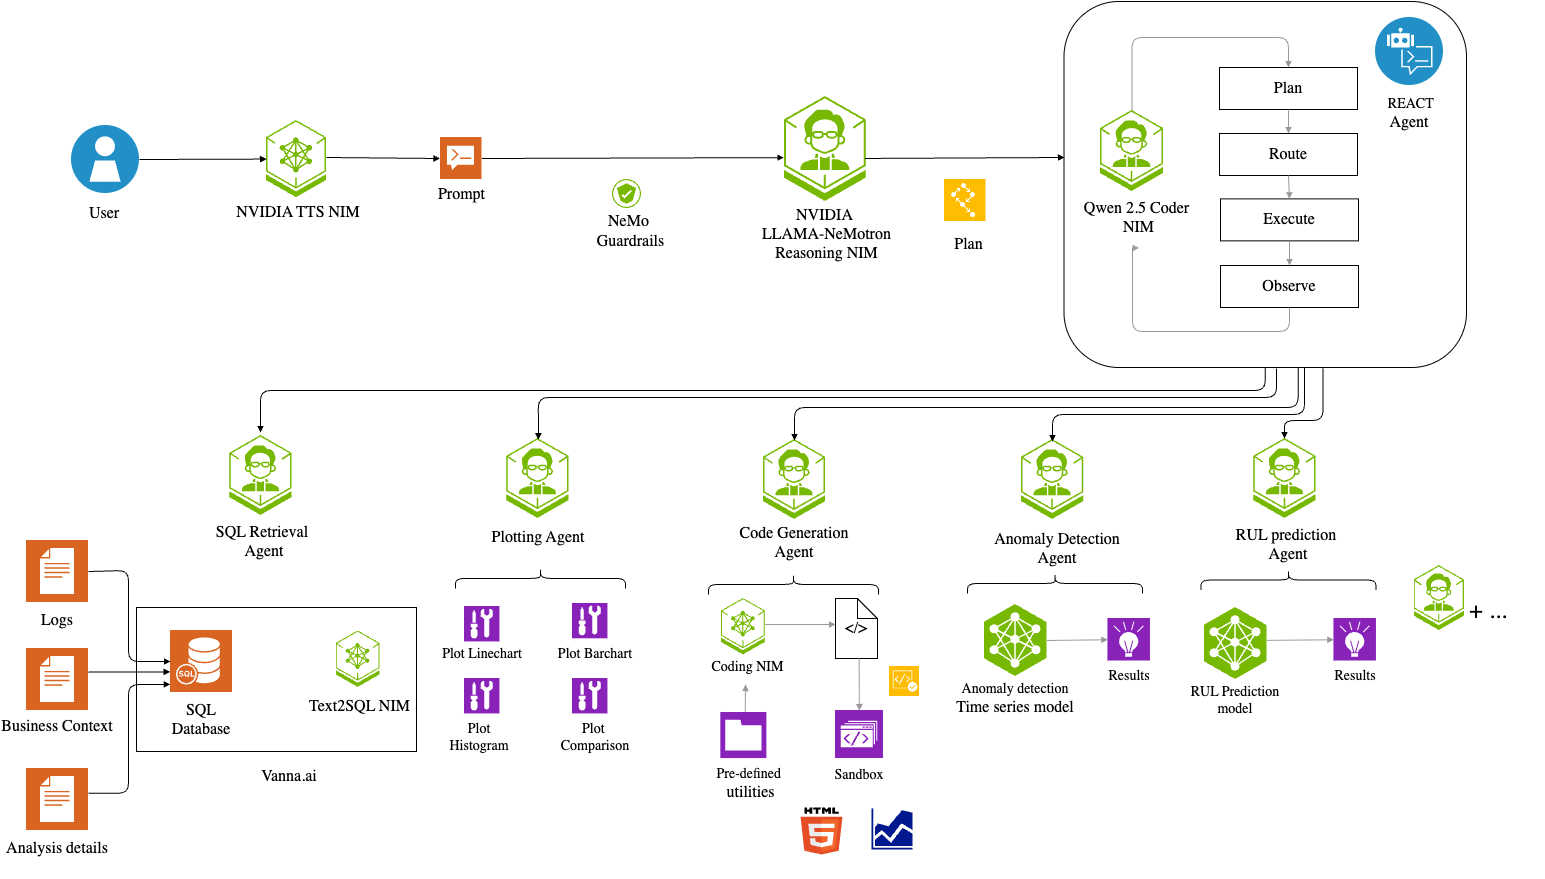 User
NVIDIA TTS NIM
Prompt
NeMo
Guardrails
NVIDIA
LLAMA-NeMotron
Reasoning NIM
Plan
Qwen 2.5 Coder
NIM
Plan
Route
Execute
Observe
REACT
Agent
SQL Retrieval
Agent
Plotting Agent
Code Generation
Agent
Anomaly Detection
Agent
RUL prediction
Agent
+ ...
Logs
Business Context
Analysis details
SQL
SQL
Database
Text2SQL NIM
Vanna.ai
Plot Linechart
Plot Barchart
Plot
Histogram
Plot
Comparison
Coding NIM
</>
Pre-defined
utilities
</>
</>
Sandbox
HTML
5
Anomaly detection
Time series model
Results
RUL Prediction
model
Results